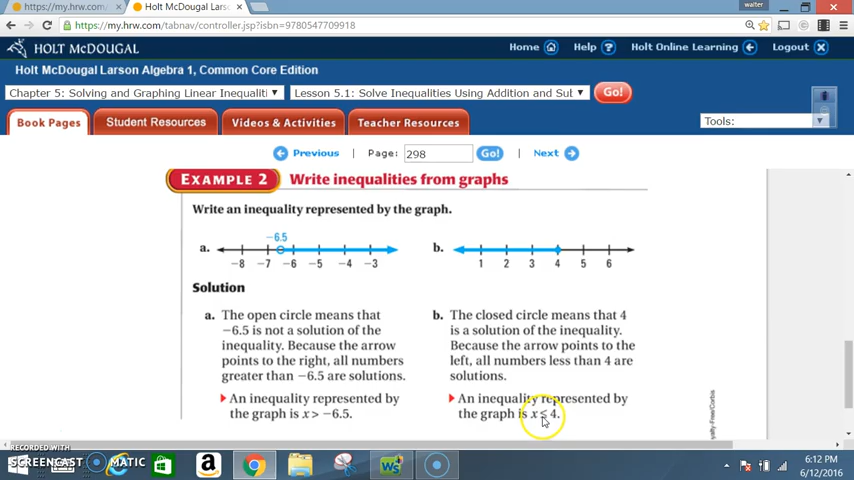 https://my.hrw.com/tabnav
Holt McDougal Larson Algel
walter
https://my.hrw.com/tabnav/controller.jsp?isbn=9780547709918
HOLT MCDOUGAL
Home
Help
Holt Online Learning
Logout
Holt McDougal Larson Algebra 1, Common Core Edition
Chapter 5: Solving and Graphing Linear Inequaliti
Lesson 5.1: Solve Inequalities Using Addition and Sub
Go!
Book Pages
Student Resources
Videos & Activities
Teacher Resources
Tools:
Previous | Page: 298 Go! | Next
EXAMPLE 2 Write inequalities from graphs
Write an inequality represented by the graph.
−6.5
a.
−8 −7 −6 −5 −4 −3
b.
1 2 3 4 5 6
Solution
a. The open circle means that
−6.5 is not a solution of the
inequality. Because the arrow
points to the right, all numbers
greater than −6.5 are solutions.
An inequality represented by
the graph is x > −6.5.
b. The closed circle means that 4
is a solution of the inequality.
Because the arrow points to the
left, all numbers less than 4 are
solutions.
An inequality represented by
the graph is x ≤ 4.
SCREENCAST MATIC
6:12 PM
6/12/2016